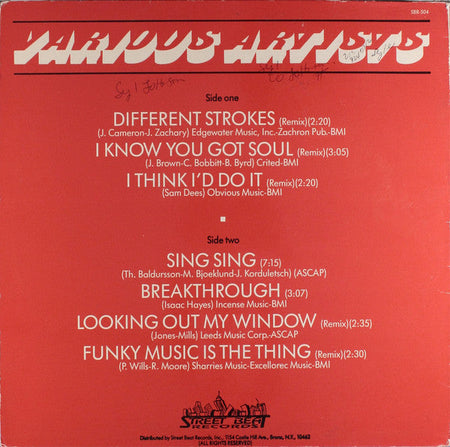 SBR-504
VARIOUS ARTISTS
Syl Johnson
Side one
DIFFERENT STROKES (Remix)(2:20)
(J. Cameron-J. Zachary) Edgewater Music, Inc.-Zachron Pub.-BMI
I KNOW YOU GOT SOUL (Remix)(3:05)
(J. Brown-C. Bobbitt-B. Byrd) Crited-BMI
I THINK I'D DO IT (Remix)(2:20)
(Sam Dees) Obvious Music-BMI
Side two
SING SING (7:15)
(Th. Baldursson-M. Bjoeklund-J. Korduletsch) (ASCAP)
BREAKTHROUGH (3:07)
(Isaac Hayes) Incense Music-BMI
LOOKING OUT MY WINDOW (Remix)(2:35)
(Jones-Mills) Leeds Music Corp.-ASCAP
FUNKY MUSIC IS THE THING (Remix)(2:30)
(P. Wills-R. Moore) Sharries Music-Excellorec Music-BMI
STREET BEAT
RECORDS
Distributed by Street Beat Records, Inc., 1154 Castle Hill Ave., Bronx, N.Y., 10462
(ALL RIGHTS RESERVED)